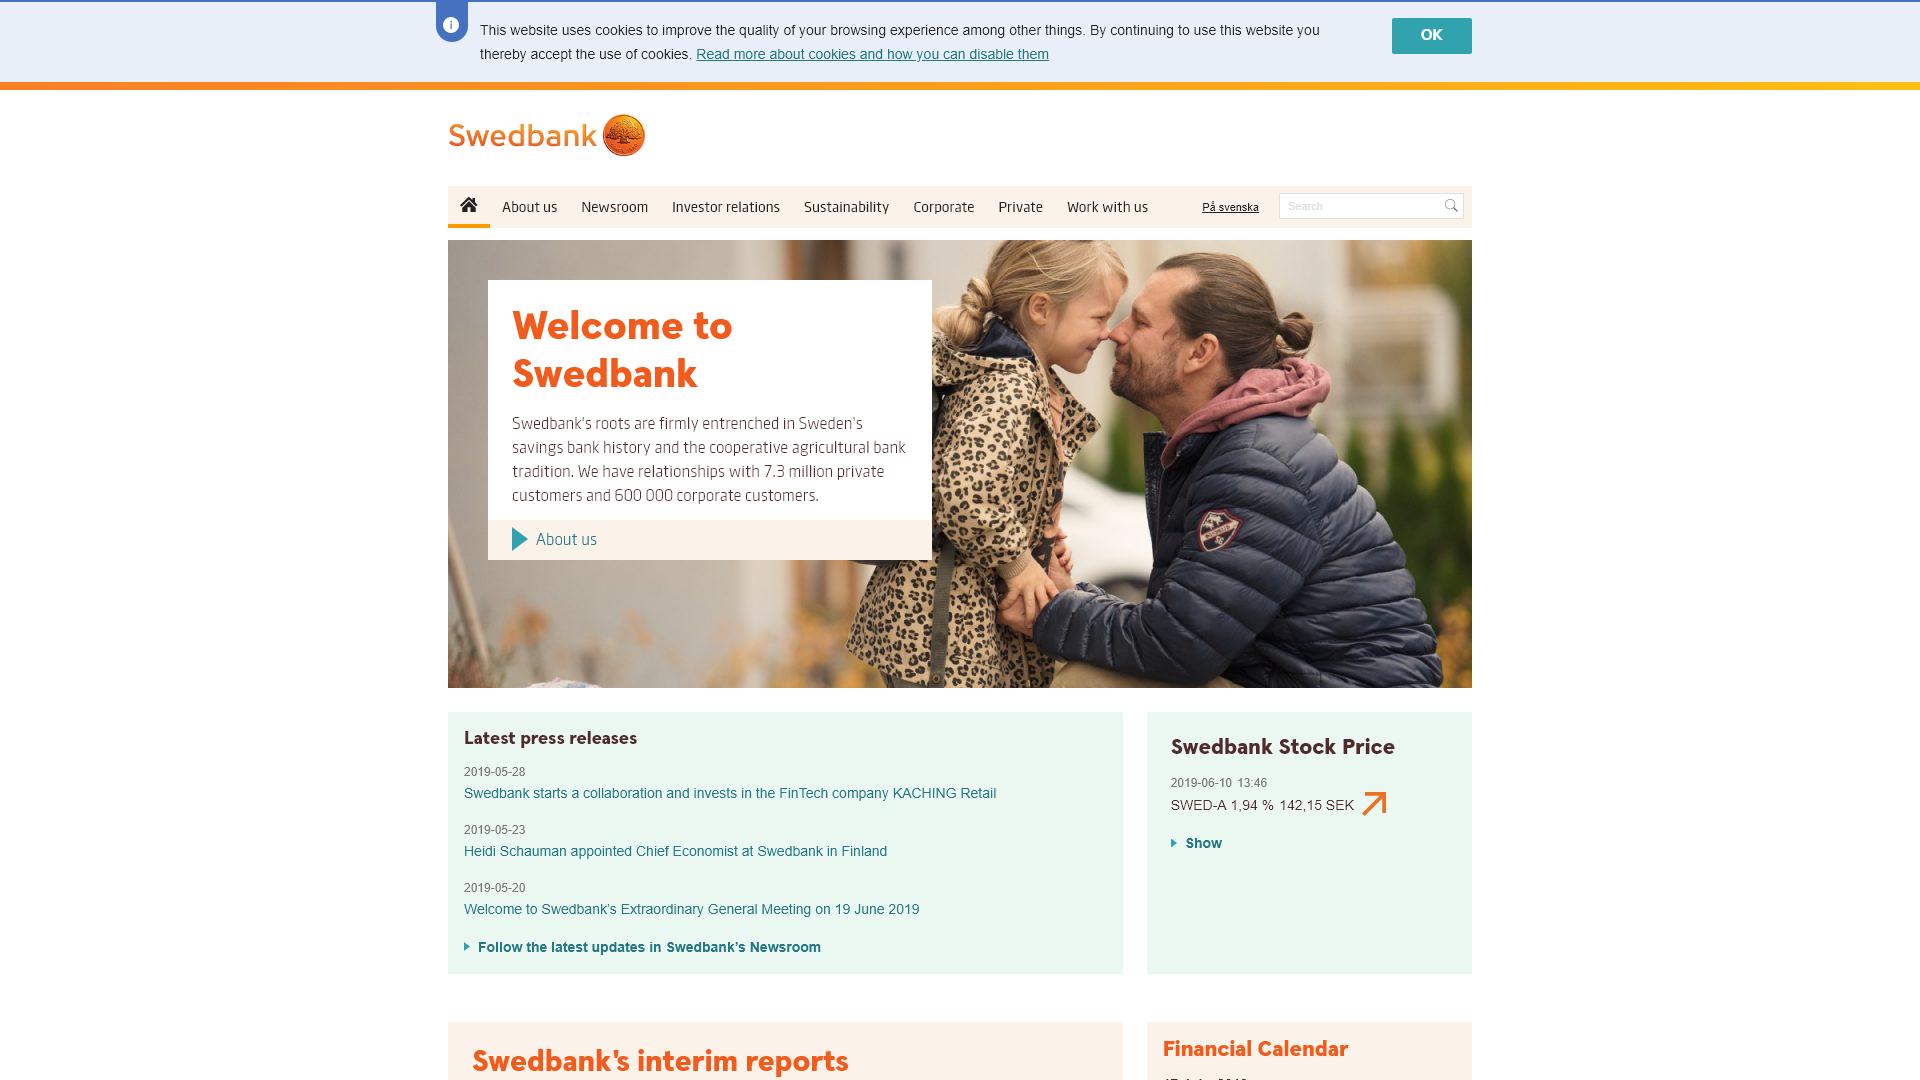 This website uses cookies to improve the quality of your browsing experience among other things. By continuing to use this website you
thereby accept the use of cookies. Read more about cookies and how you can disable them
OK
Swedbank
About us
Newsroom
Investor relations
Sustainability
Corporate
Private
Work with us
På svenska
Search
Welcome to
Swedbank
Swedbank's roots are firmly entrenched in Sweden's
savings bank history and the cooperative agricultural bank
tradition. We have relationships with 7.3 million private
customers and 600 000 corporate customers.
About us
Latest press releases
2019-05-28
Swedbank starts a collaboration and invests in the FinTech company KACHING Retail
2019-05-23
Heidi Schauman appointed Chief Economist at Swedbank in Finland
2019-05-20
Welcome to Swedbank's Extraordinary General Meeting on 19 June 2019
Follow the latest updates in Swedbank's Newsroom
Swedbank Stock Price
2019-06-10 13:46
SWED-A 1,94 % 142,15 SEK
Show
Swedbank's interim reports
Financial Calendar